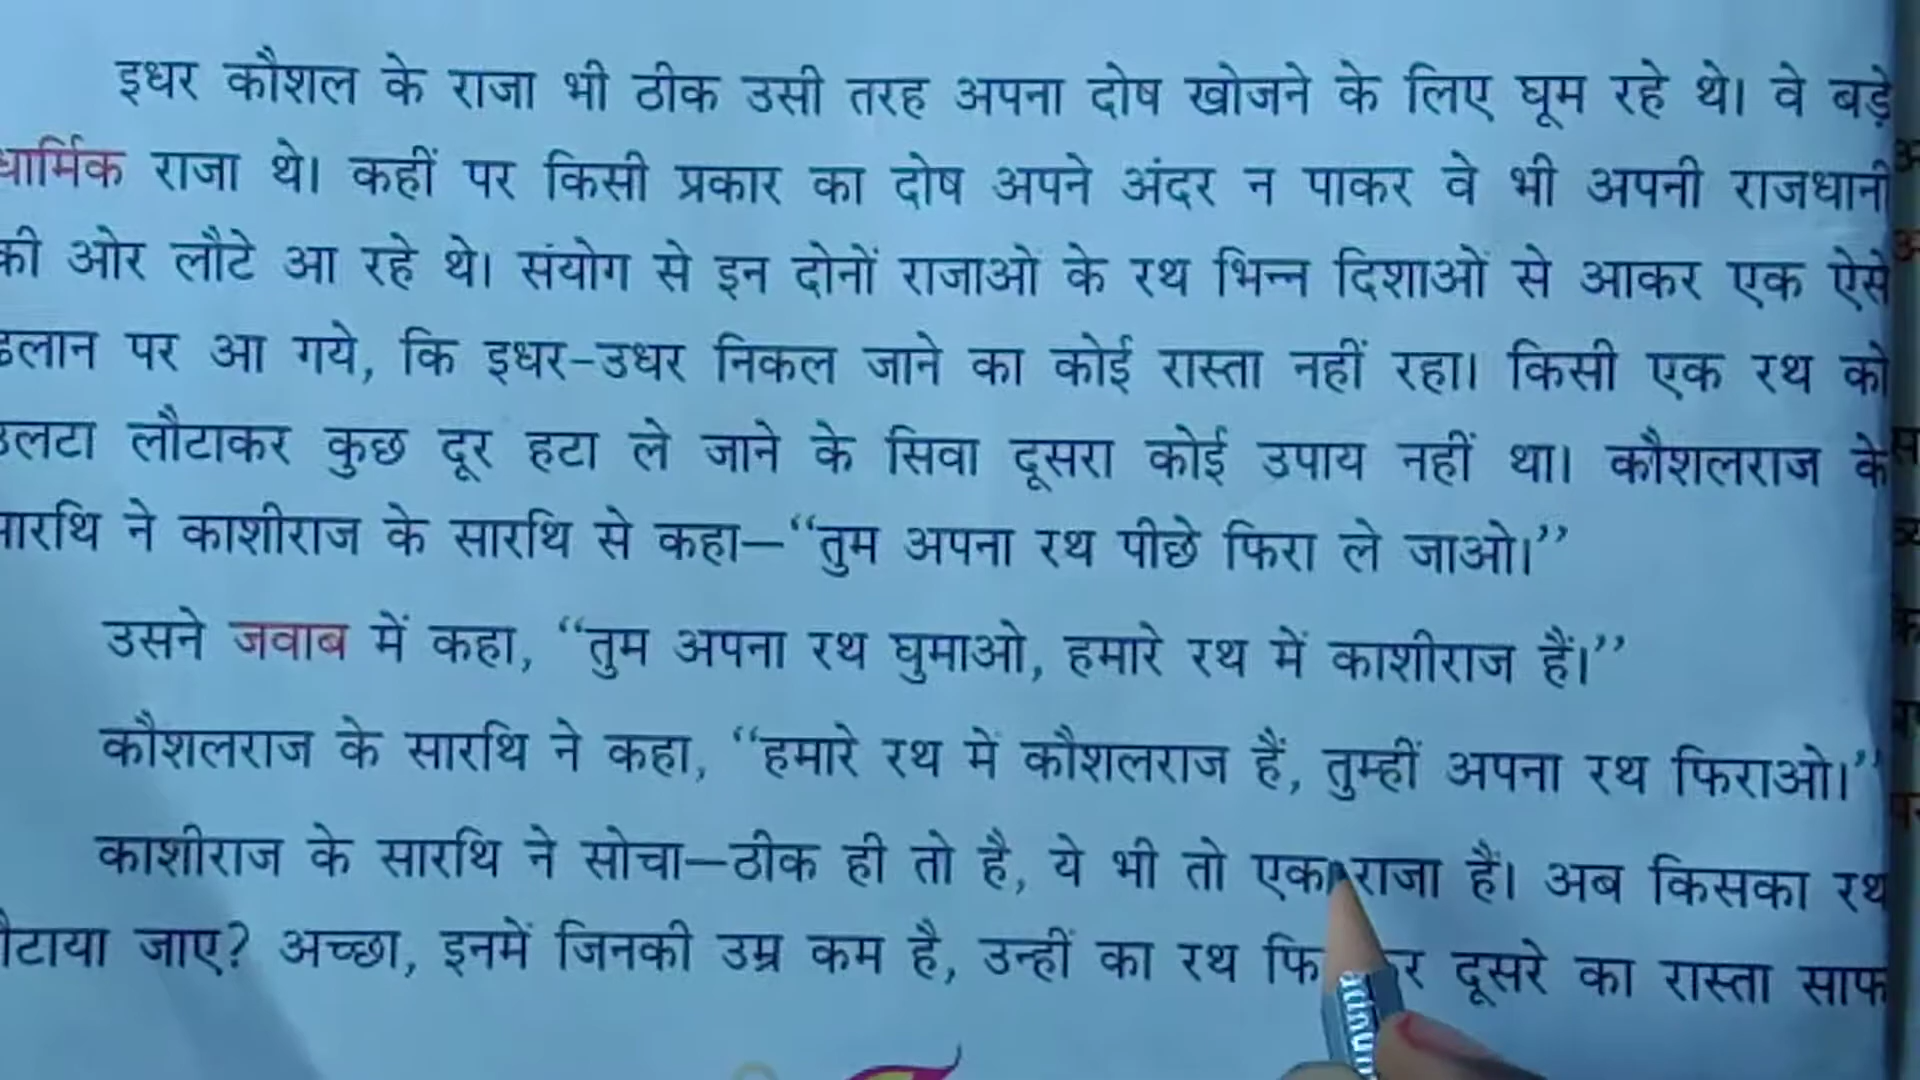 इधर कौशल के राजा भी ठीक उसी तरह अपना दोष खोजने के लिए घूम रहे थे। वे बड़े
धार्मिक राजा थे। कहीं पर किसी प्रकार का दोष अपने अंदर न पाकर वे भी अपनी राजधानी
की ओर लौटे आ रहे थे। संयोग से इन दोनों राजाओ के रथ भिन्न दिशाओं से आकर एक ऐसे
ढलान पर आ गये, कि इधर-उधर निकल जाने का कोई रास्ता नहीं रहा। किसी एक रथ को
उलटा लौटाकर कुछ दूर हटा ले जाने के सिवा दूसरा कोई उपाय नहीं था। कौशलराज के
सारथि ने काशीराज के सारथि से कहा—“तुम अपना रथ पीछे फिरा ले जाओ।”
उसने जवाब में कहा, “तुम अपना रथ घुमाओ, हमारे रथ में काशीराज हैं।”
कौशलराज के सारथि ने कहा, “हमारे रथ में कौशलराज हैं, तुम्हीं अपना रथ फिराओ।”
काशीराज के सारथि ने सोचा—ठीक ही तो है, ये भी तो एक राजा हैं। अब किसका रथ
टाया जाए? अच्छा, इनमें जिनकी उम्र कम है, उन्हीं का रथ दूसरे का रास्ता साफ